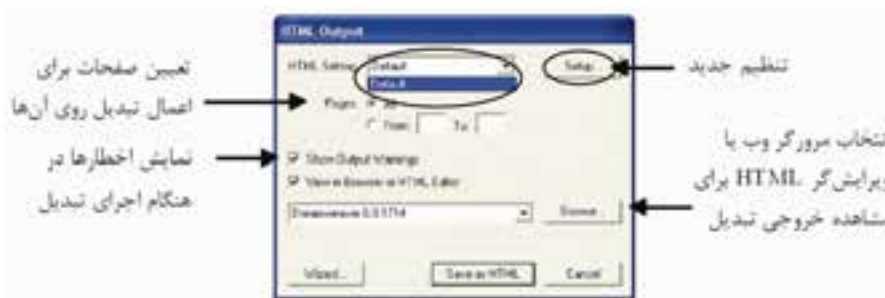 HTML Output
HTML Setup: Default
Default
Setup...
Pages: All
From: To:
Show Output Warnings
View in Browser or HTML Editor
Dreamweaver
Browse...
Wizard... Save as HTML Cancel
تنظیم جدید
انتخاب مرورگر وب یا
ویرایش‌گر HTML برای
مشاهده خروجی تبدیل
تعیین صفحات برای
اعمال تبدیل روی آن‌ها
نمایش اخطارها در
هنگام اجرای تبدیل